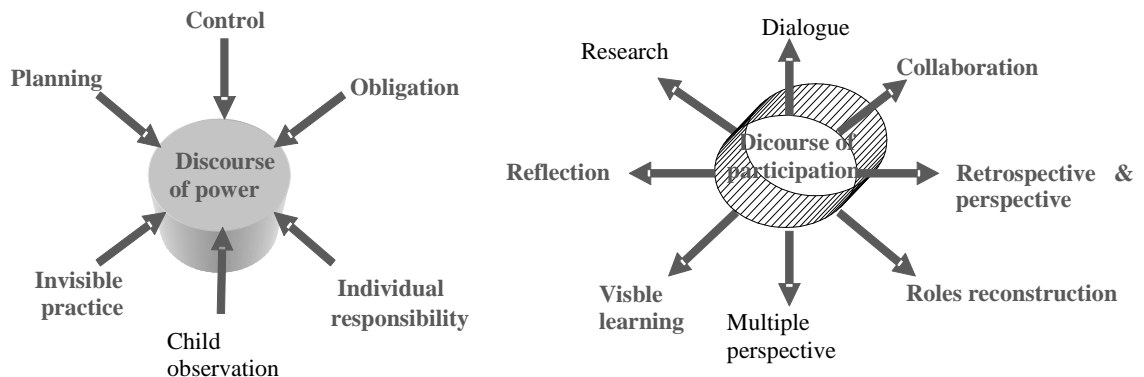 Control
Planning
Obligation
Discourse
of power
Invisible
practice
Individual
responsibility
Child
observation
Dialogue
Research
Collaboration
Dicourse of
participation
Reflection
Retrospective &
perspective
Visble
learning
Roles reconstruction
Multiple
perspective